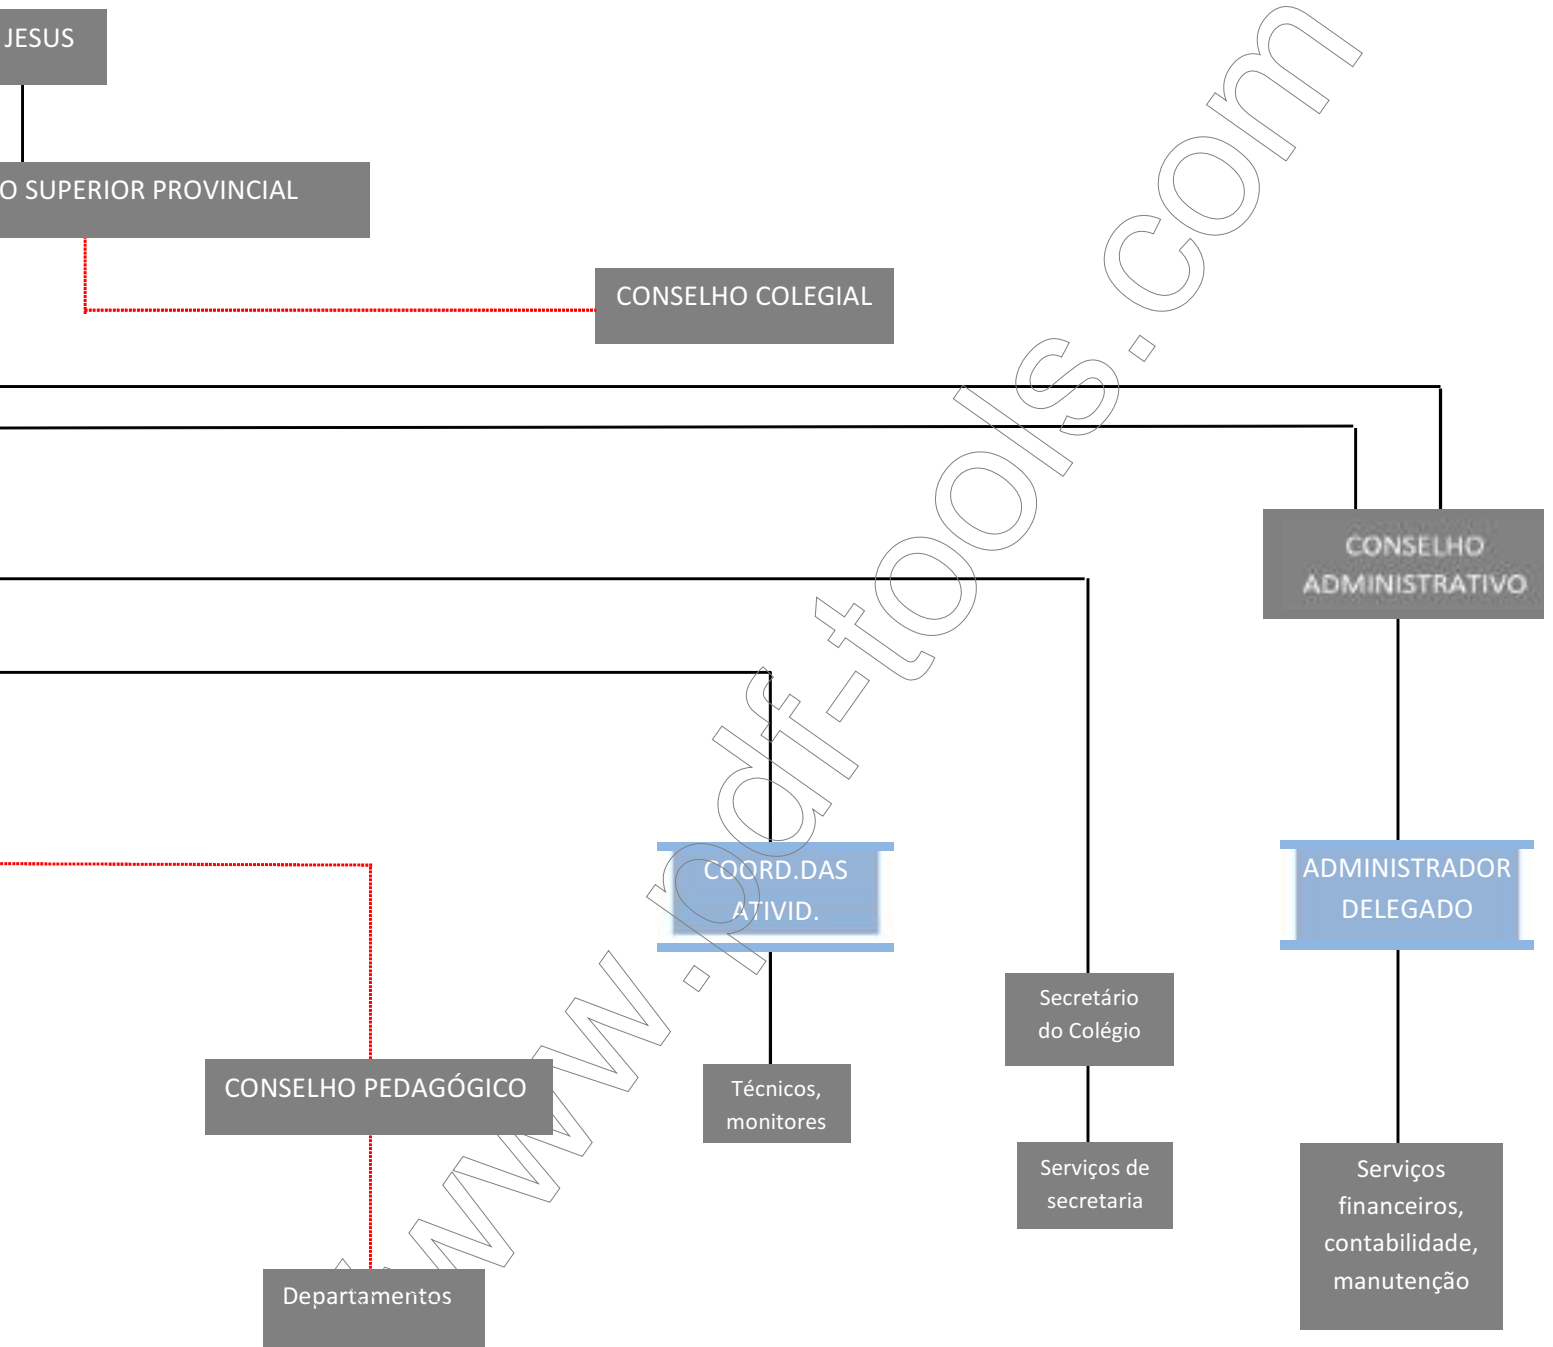 JESUS
O SUPERIOR PROVINCIAL
CONSELHO COLEGIAL
CONSELHO
ADMINISTRATIVO
COORD.DAS
ATIVID.
ADMINISTRADOR
DELEGADO
Secretário
do Colégio
CONSELHO PEDAGÓGICO
Técnicos,
monitores
Serviços de
secretaria
Serviços
financeiros,
contabilidade,
manutenção
Departamentos
www.pdf-tools.com